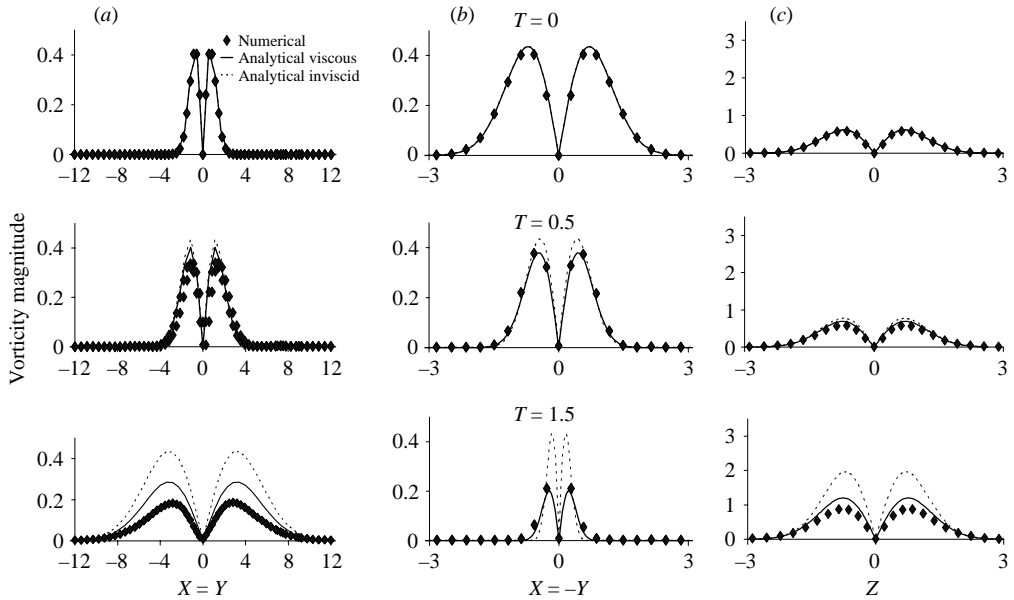 (a) (b) (c)
T = 0
Numerical
Analytical viscous
Analytical inviscid
0.4 0.4 3
0.2 0.2 2
1
0 0 0
–12 –8 –4 0 4 8 12 –3 0 3 –3 0 3
Vorticity magnitude
T = 0.5
0.4 0.4 3
0.2 0.2 2
1
0 0 0
–12 –8 –4 0 4 8 12 –3 0 3 –3 0 3
T = 1.5
0.4 0.4 3
0.2 0.2 2
1
0 0 0
–12 –8 –4 0 4 8 12 –3 0 3 –3 0 3
X = Y X = –Y Z